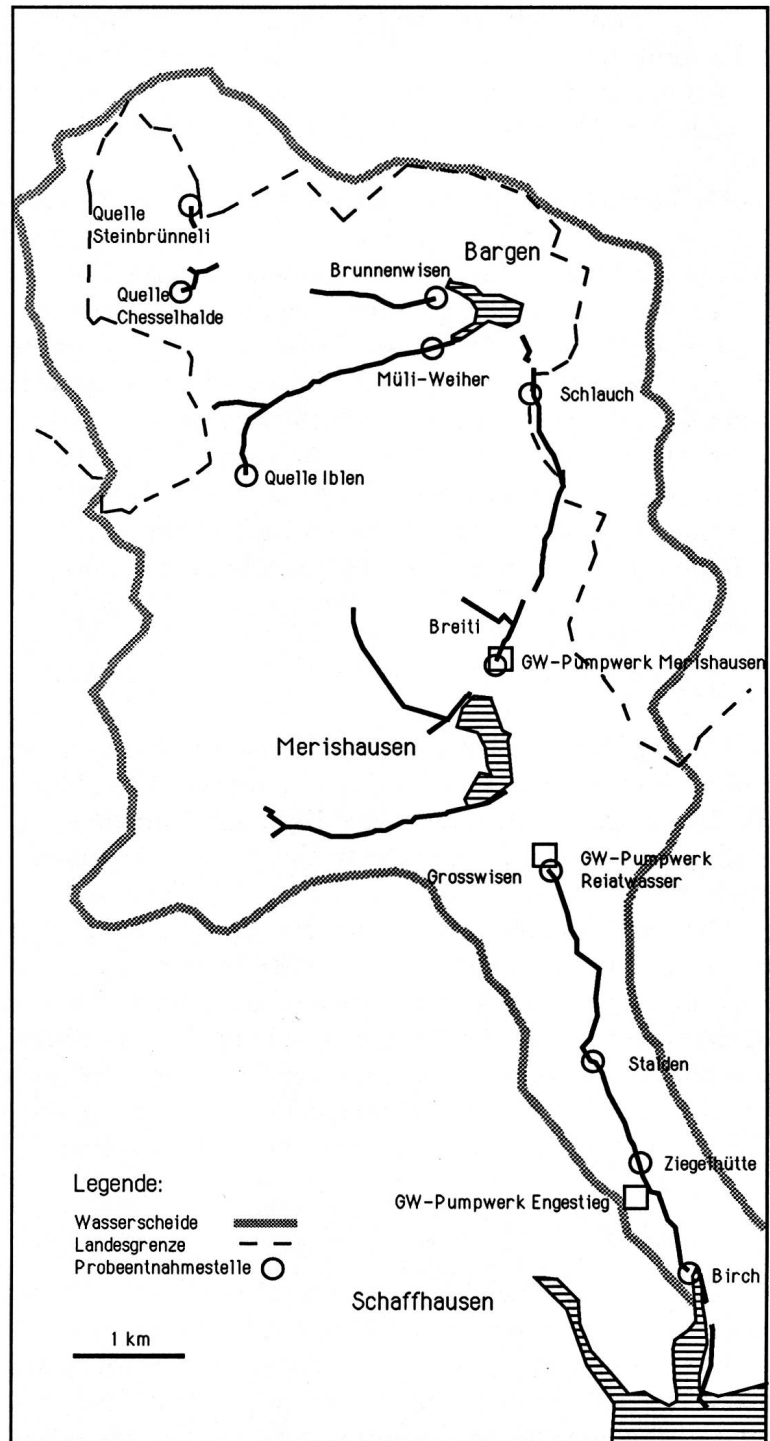 Quelle
Steinbrünneli
Bargen
Brunnenwisen
Quelle
Chesselhalde
Müli-Weiher
Schlauch
Quelle Iblen
Breiti
GW-Pumpwerk Merishausen
Merishausen
GW-Pumpwerk
Reiatwasser
Grosswisen
Stalden
Ziegelhütte
GW-Pumpwerk Engestieg
Birch
Schaffhausen
Legende:
Wasserscheide
Landesgrenze
Probeentnahmestelle
1 km